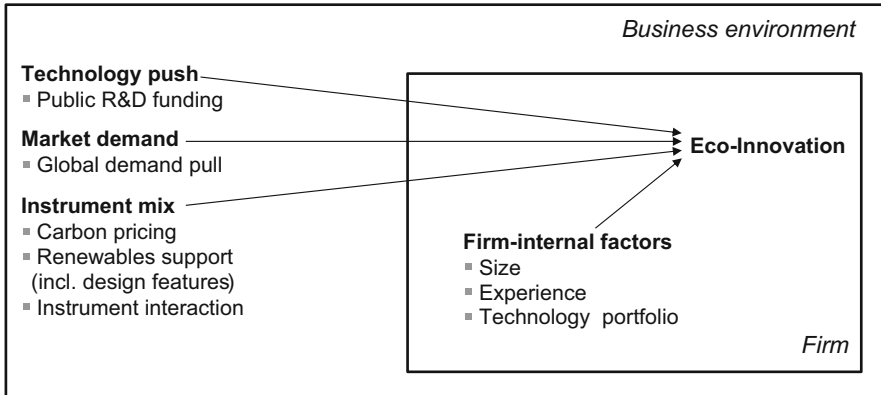 Business environment
Technology push
▪ Public R&D funding
Market demand
▪ Global demand pull
Instrument mix
▪ Carbon pricing
▪ Renewables support
(incl. design features)
▪ Instrument interaction
Eco-Innovation
Firm-internal factors
▪ Size
▪ Experience
▪ Technology portfolio
Firm